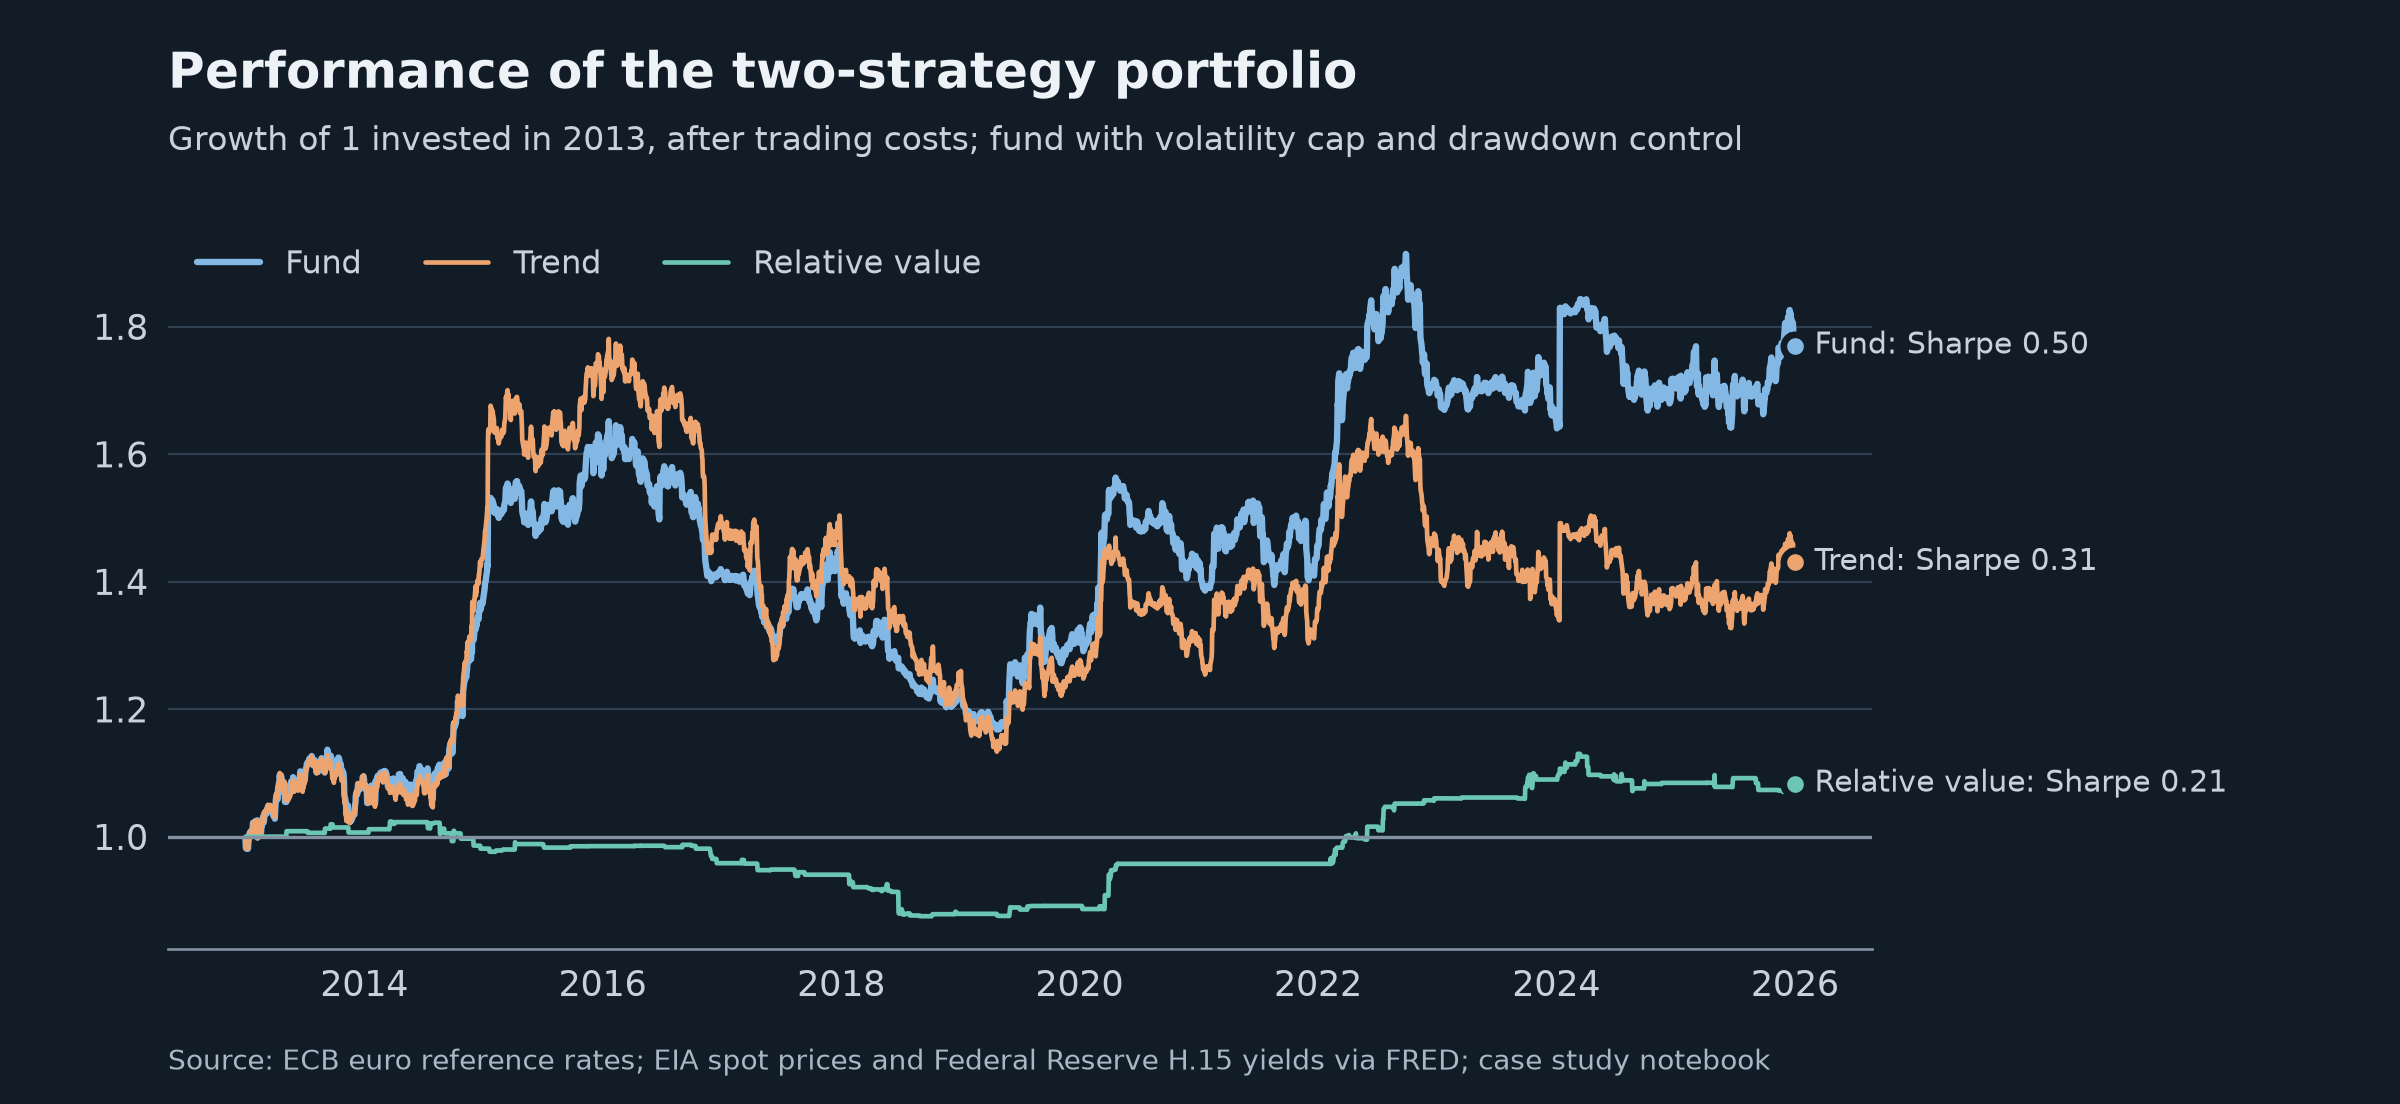 Performance of the two-strategy portfolio
Growth of 1 invested in 2013, after trading costs; fund with volatility cap and drawdown control
Fund
Trend
Relative value
1.8
1.6
1.4
1.2
1.0
Fund: Sharpe 0.50
Trend: Sharpe 0.31
Relative value: Sharpe 0.21
2014
2016
2018
2020
2022
2024
2026
Source: ECB euro reference rates; EIA spot prices and Federal Reserve H.15 yields via FRED; case study notebook